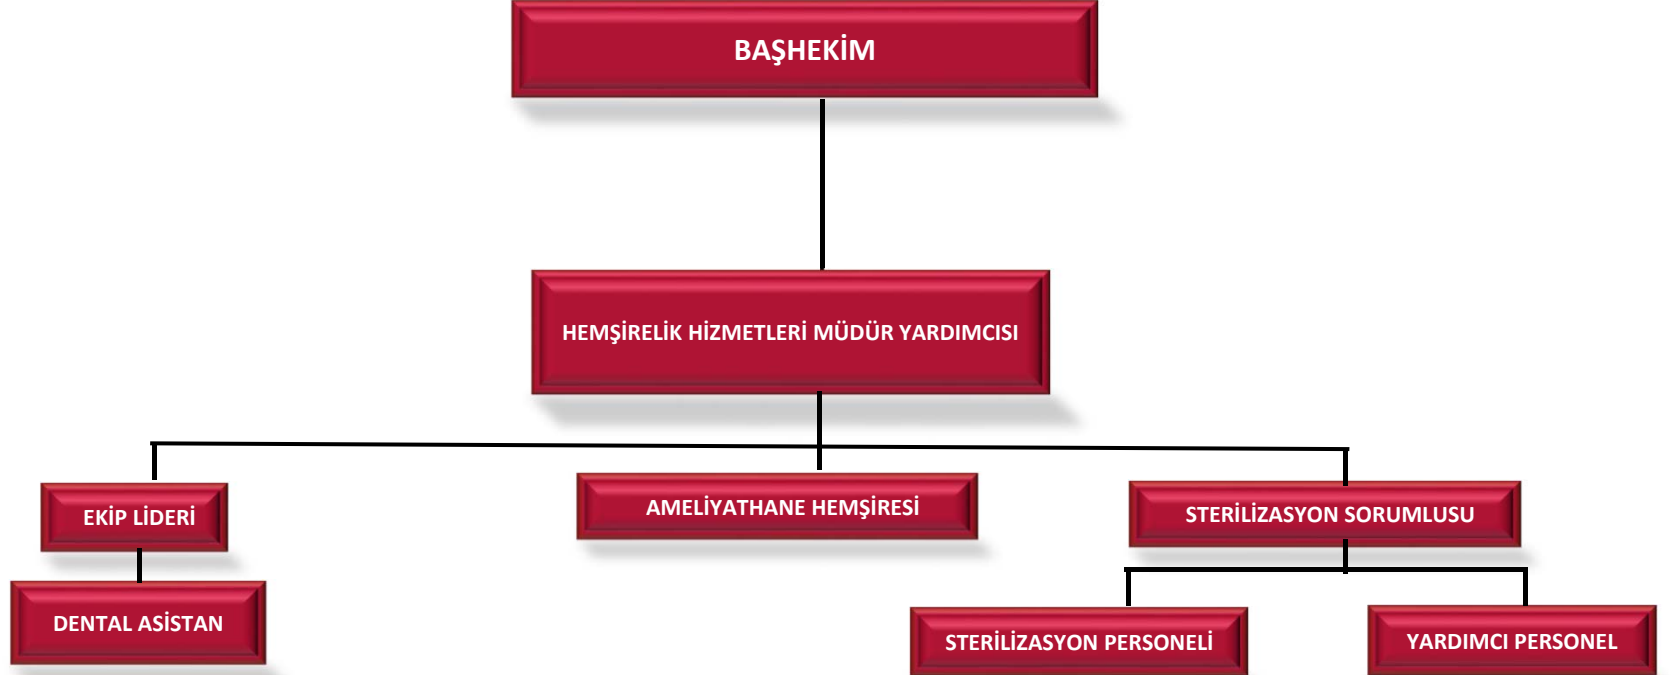 BAŞHEKİM
HEMŞİRELİK HİZMETLERİ MÜDÜR YARDIMCISI
EKİP LİDERİ
AMELİYATHANE HEMŞİRESİ
STERİLİZASYON SORUMLUSU
DENTAL ASİSTAN
STERİLİZASYON PERSONELİ
YARDIMCI PERSONEL